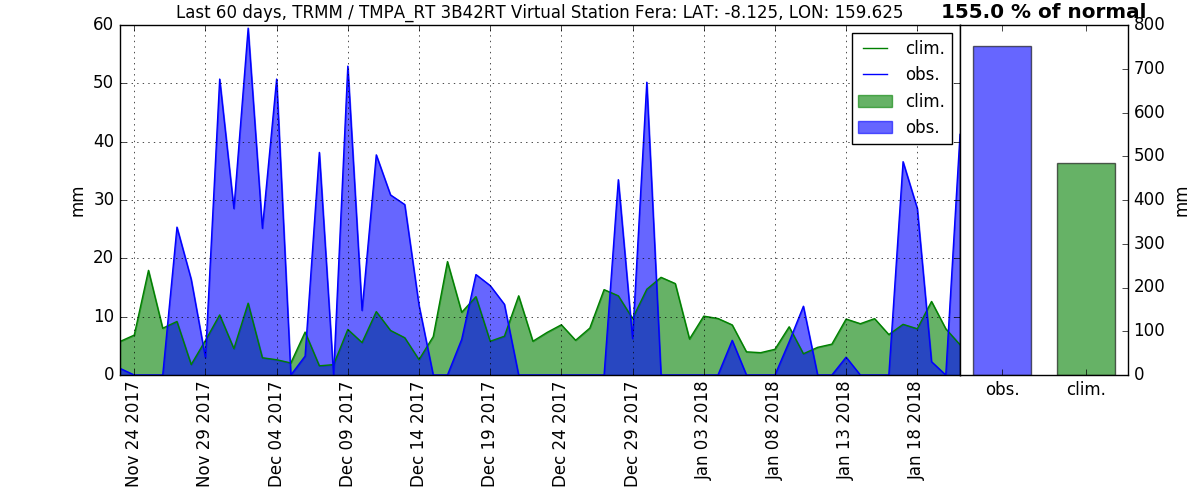 Last 60 days, TRMM / TMPA_RT 3B42RT Virtual Station Fera: LAT: -8.125, LON: 159.625
155.0 % of normal
60
50
40
30
20
10
0
mm
clim.
obs.
clim.
obs.
800
700
600
500
400
300
200
100
0
mm
obs.
clim.
Nov 24 2017
Nov 29 2017
Dec 04 2017
Dec 09 2017
Dec 14 2017
Dec 19 2017
Dec 24 2017
Dec 29 2017
Jan 03 2018
Jan 08 2018
Jan 13 2018
Jan 18 2018